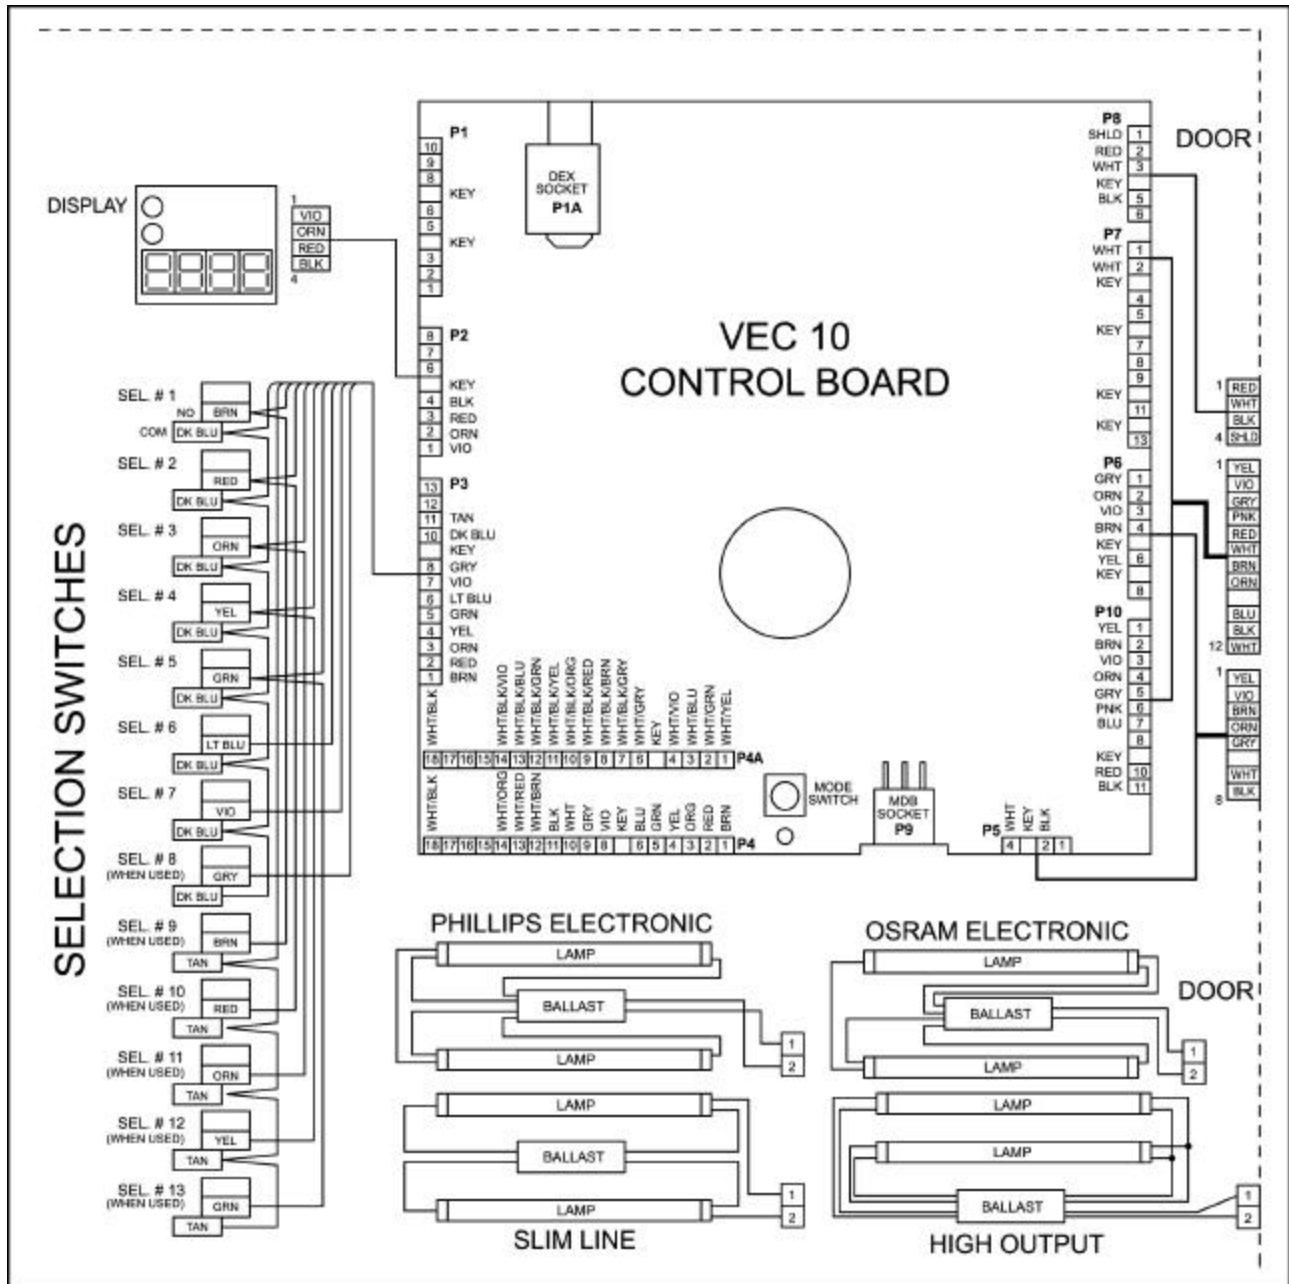 DISPLAY
1
VIO
ORN
RED
BLK
4
P1
10
9
8
KEY
6
5
KEY
3
2
1
DEX
SOCKET
P1A
VEC 10
CONTROL BOARD
P2
8
7
6
KEY
4 BLK
3 RED
2 ORN
1 VIO
P3
13
12
11 TAN
10 DK BLU
KEY
8 GRY
7 VIO
6 LT BLU
5 GRN
4 YEL
3 ORN
2 RED
1 BRN
P8
SHLD 1
RED 2
WHT 3
KEY
BLK 5
6
P7
WHT 1
WHT 2
KEY
4
5
KEY
7
8
9
KEY
11
KEY
13
P6
GRY 1
ORN 2
VIO 3
BRN 4
KEY
YEL 6
KEY
8
P10
YEL 1
BRN 2
VIO 3
ORN 4
GRY 5
PNK 6
BLU 7
8
KEY
RED 10
BLK 11
DOOR
1 RED
WHT
BLK
4 SHLD
1 YEL
VIO
GRY
PNK
RED
WHT
BRN
ORN
BLU
BLK
12 WHT
1 YEL
VIO
BRN
ORN
GRY
WHT
8 BLK
WHT/BLK WHT/BLK/VIO WHT/BLK/BLU WHT/BLK/GRN WHT/BLK/YEL WHT/BLK/ORG WHT/BLK/RED WHT/BLK/BRN WHT/BLK/GRY WHT/GRY KEY WHT/VIO WHT/BLU WHT/GRN WHT/YEL
18 17 16 15 14 13 12 11 10 9 8 7 6 4 3 2 1 P4A
WHT/BLK WHT/ORG WHT/RED WHT/BRN BLK WHT GRY VIO KEY BLU GRN YEL ORG RED BRN
18 17 16 15 14 13 12 11 10 9 8 6 5 4 3 2 1 P4
MODE
SWITCH
MDB
SOCKET
P9
P5
WHT KEY BLK
4 2 1
SELECTION SWITCHES
SEL. # 1
NO BRN
COM DK BLU
SEL. # 2
RED
DK BLU
SEL. # 3
ORN
DK BLU
SEL. # 4
YEL
DK BLU
SEL. # 5
GRN
DK BLU
SEL. # 6
LT BLU
DK BLU
SEL. # 7
VIO
DK BLU
SEL. # 8
(WHEN USED)
GRY
DK BLU
SEL. # 9
(WHEN USED)
BRN
TAN
SEL. # 10
(WHEN USED)
RED
TAN
SEL. # 11
(WHEN USED)
ORN
TAN
SEL. # 12
(WHEN USED)
YEL
TAN
SEL. # 13
(WHEN USED)
GRN
TAN
PHILLIPS ELECTRONIC
LAMP
BALLAST
LAMP
1
2
OSRAM ELECTRONIC
LAMP
BALLAST
LAMP
1
2
DOOR
LAMP
BALLAST
LAMP
1
2
SLIM LINE
LAMP
LAMP
BALLAST
1
2
HIGH OUTPUT